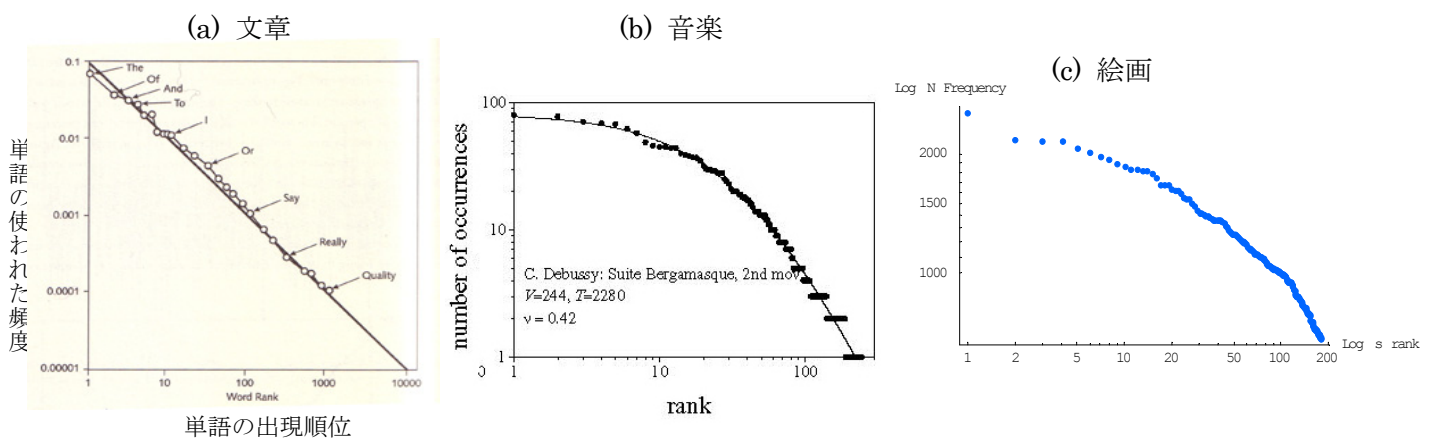 (a) 文章
(b) 音楽
(c) 絵画
単語の使われた頻度
0.1
0.01
0.001
0.0001
0.00001
The
Of
And
To
I
Or
Say
Really
Quality
1
10
100
1000
10000
Word Rank
単語の出現順位
number of occurrences
100
10
1
C. Debussy: Suite Bergamasque, 2nd mov
V=244, T=2280
ν = 0.42
1
10
100
rank
Log N Frequency
2000
1500
1000
1
2
5
10
20
50
100
200
Log s rank